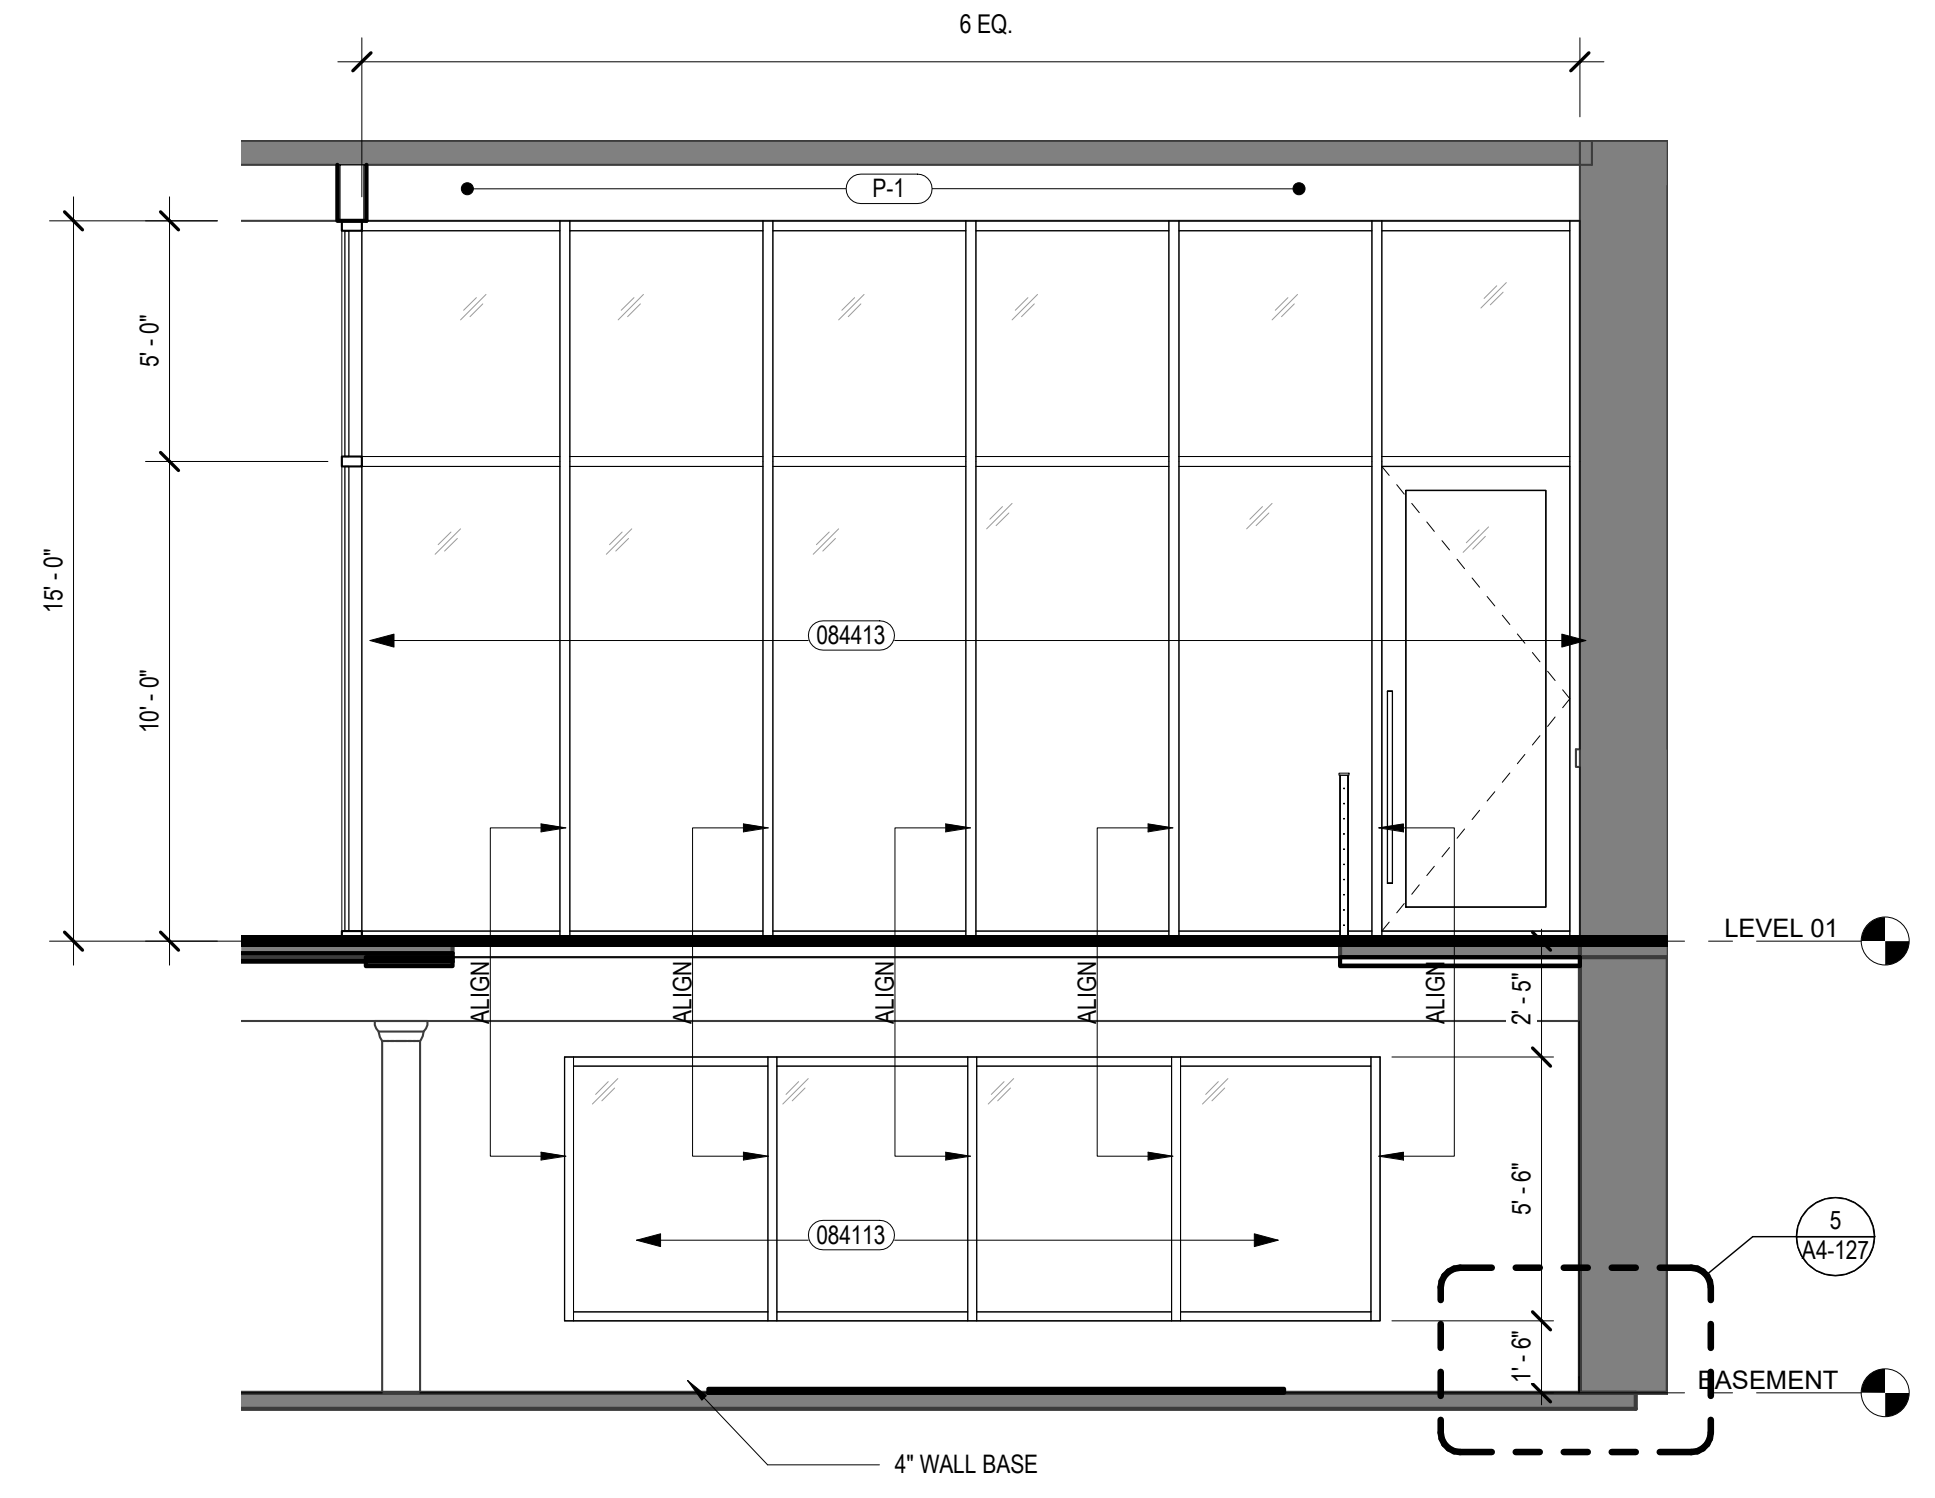 6 EQ.
P-1
5' - 0"
15' - 0"
084413
10' - 0"
LEVEL 01
ALIGN
ALIGN
ALIGN
ALIGN
ALIGN
2' - 5"
5' - 6"
084113
5
A4-127
1' - 6"
BASEMENT
4" WALL BASE